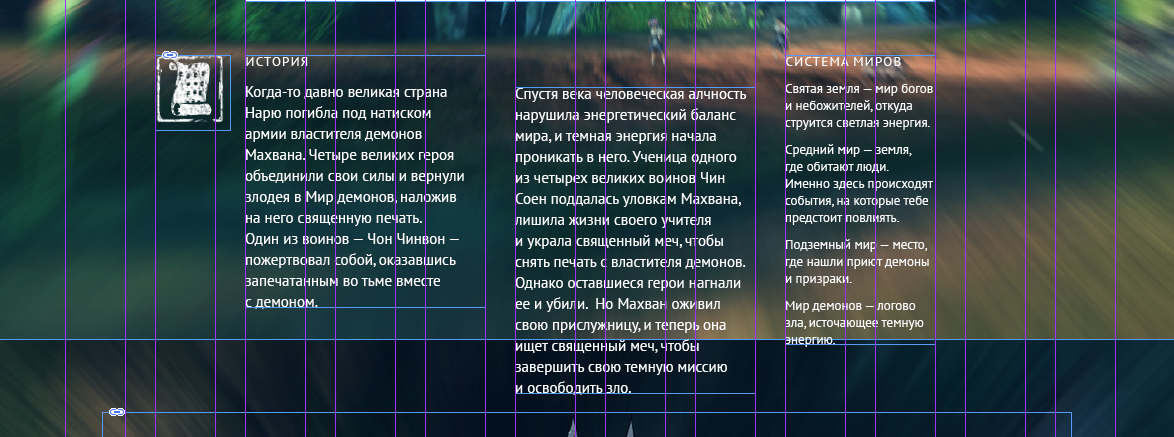 ИСТОРИЯ
Когда-то давно великая страна
Нарю погибла под натиском
армии властителя демонов
Махвана. Четыре великих героя
объединили свои силы и вернули
злодея в Мир демонов, наложив
на него священную печать.
Один из воинов — Чон Чинвон —
пожертвовал собой, оказавшись
запечатанным во тьме вместе
с демоном.
Спустя века человеческая алчность
нарушила энергетический баланс
мира, и темная энергия начала
проникать в него. Ученица одного
из четырех великих воинов Чин
Соен поддалась уловкам Махвана,
лишила жизни своего учителя
и украла священный меч, чтобы
снять печать с властителя демонов.
Однако оставшиеся герои нагнали
ее и убили.  Но Махван оживил
свою прислужницу, и теперь она
ищет священный меч, чтобы
завершить свою темную миссию
и освободить зло.
СИСТЕМА МИРОВ
Святая земля — мир богов
и небожителей, откуда
струится светлая энергия.
Средний мир — земля,
где обитают люди.
Именно здесь происходят
события, на которые тебе
предстоит повлиять.
Подземный мир — место,
где нашли приют демоны
и призраки.
Мир демонов — логово
зла, источающее темную
энергию.